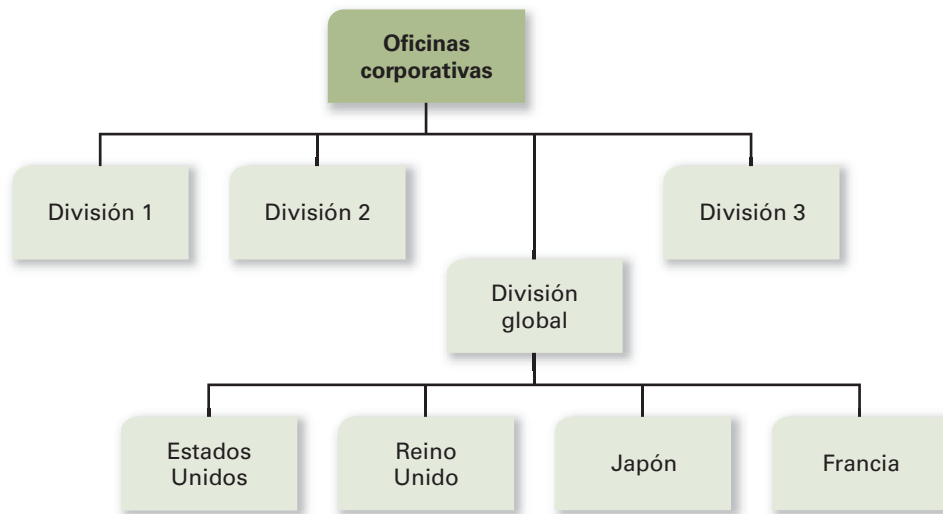 Oficinas
corporativas
División 1
División 2
División 3
División
global
Estados
Unidos
Reino
Unido
Japón
Francia